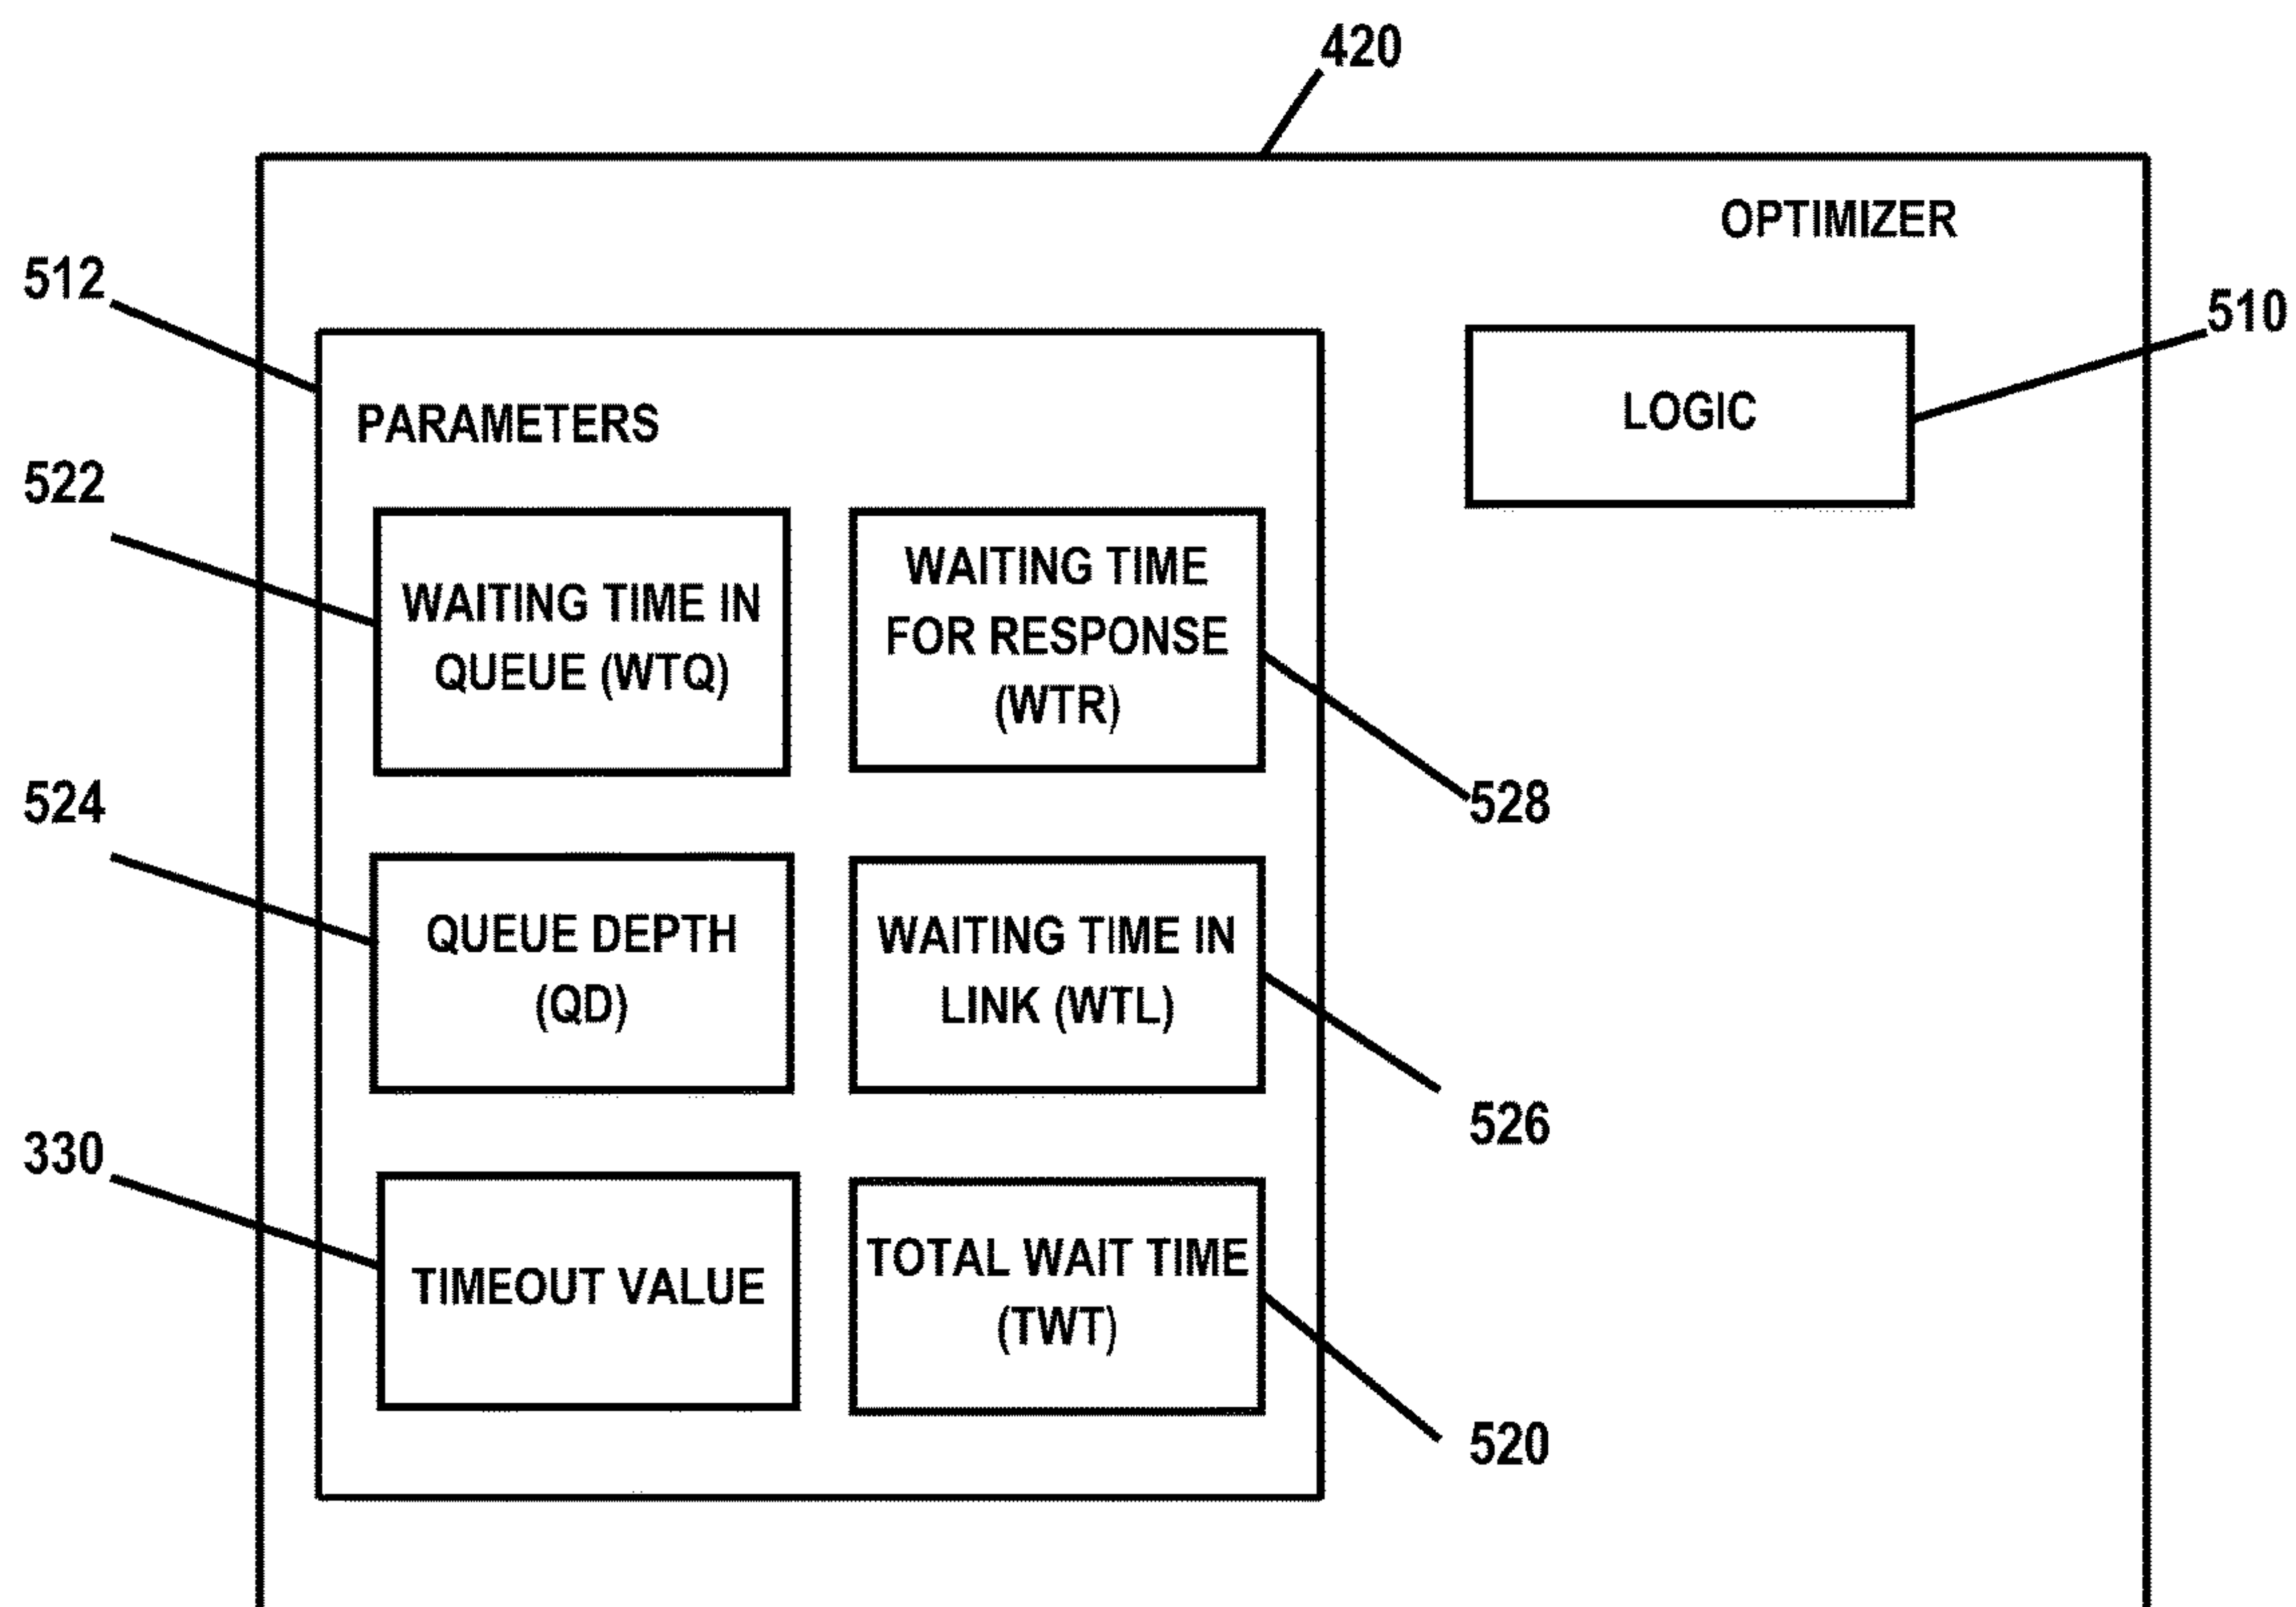 420
OPTIMIZER
512
510
LOGIC
PARAMETERS
522
WAITING TIME IN
QUEUE (WTQ)
WAITING TIME
FOR RESPONSE
(WTR)
528
524
QUEUE DEPTH
(QD)
WAITING TIME IN
LINK (WTL)
526
330
TIMEOUT VALUE
TOTAL WAIT TIME
(TWT)
520